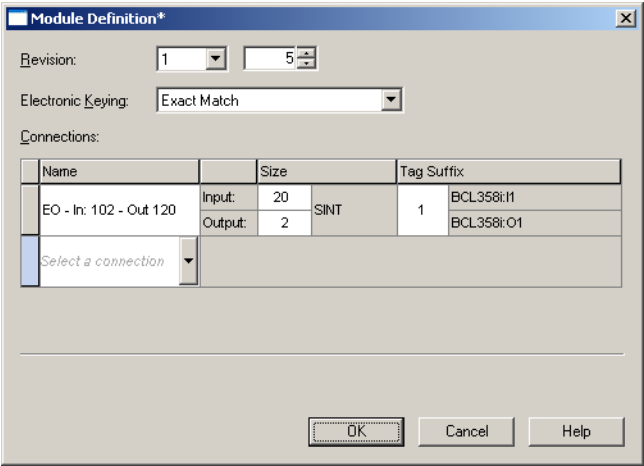 Module Definition*
Revision: 1 5
Electronic Keying: Exact Match
Connections:
Name Size Tag Suffix
EO - In: 102 - Out 120 Input: 20 SINT 1 BCL358i:I1
Output: 2 BCL358i:O1
Select a connection
OK Cancel Help